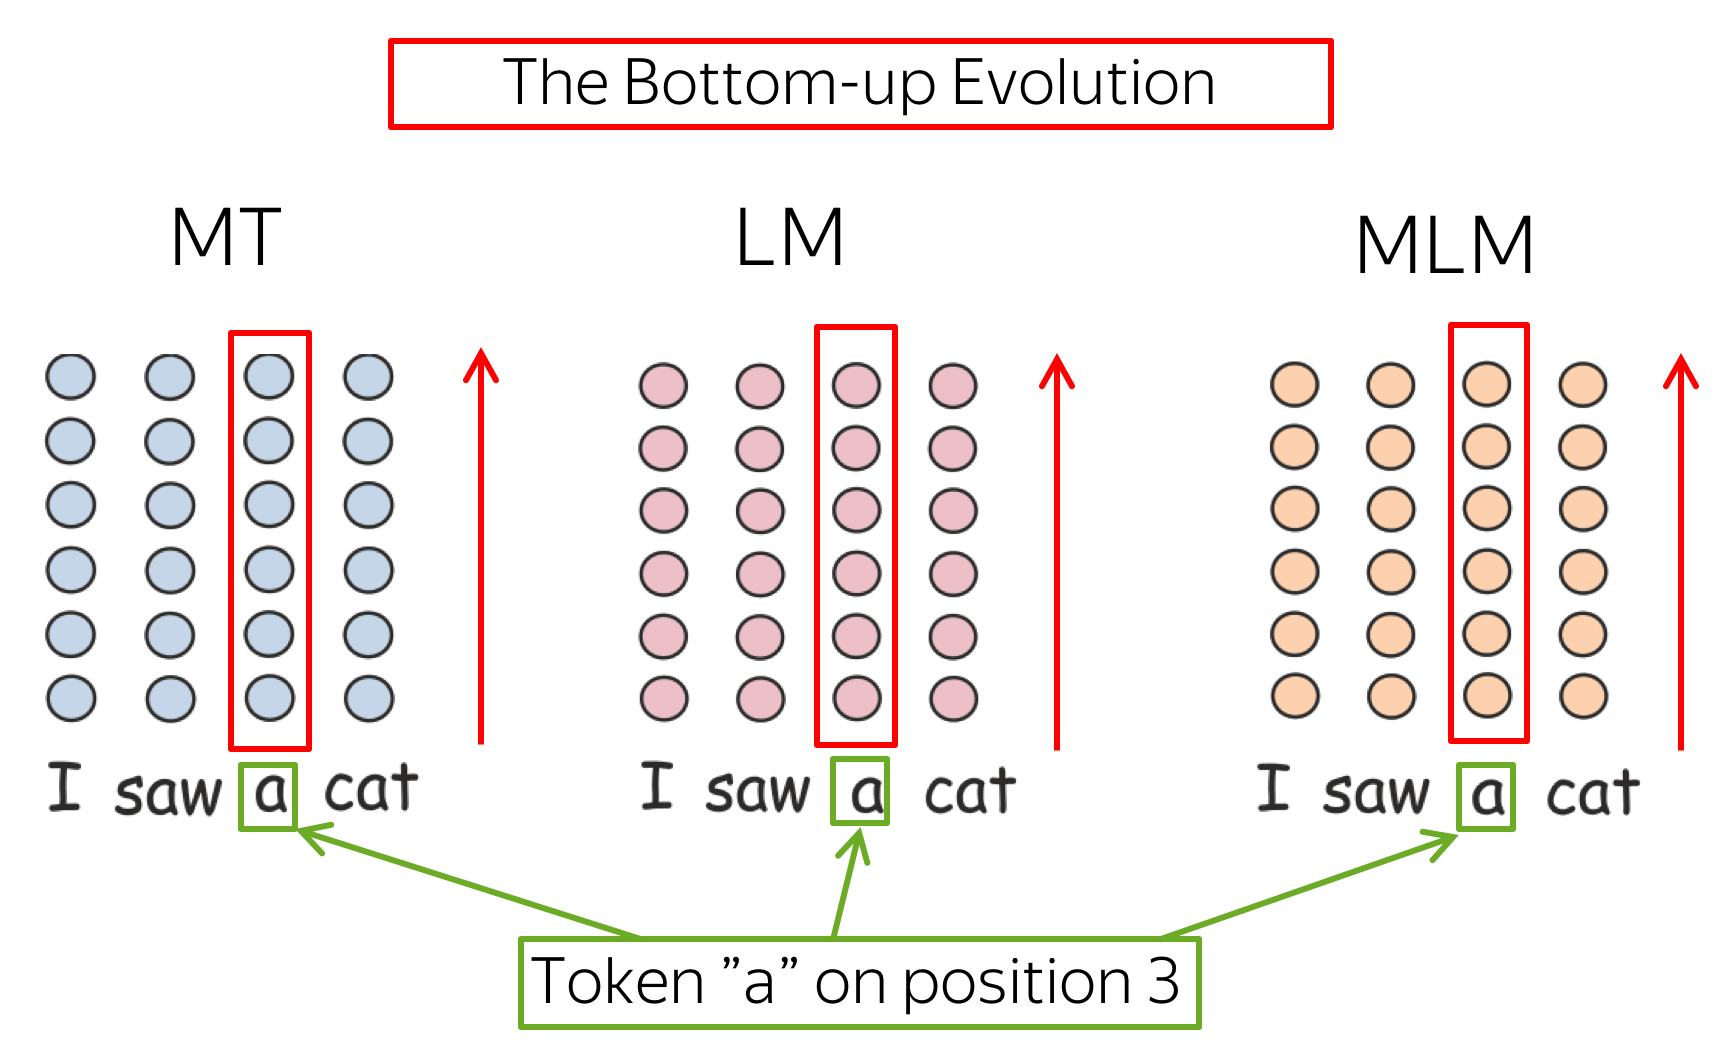 The Bottom-up Evolution
MT
LM
MLM
I saw a cat
I saw a cat
I saw a cat
Token ”a” on position 3